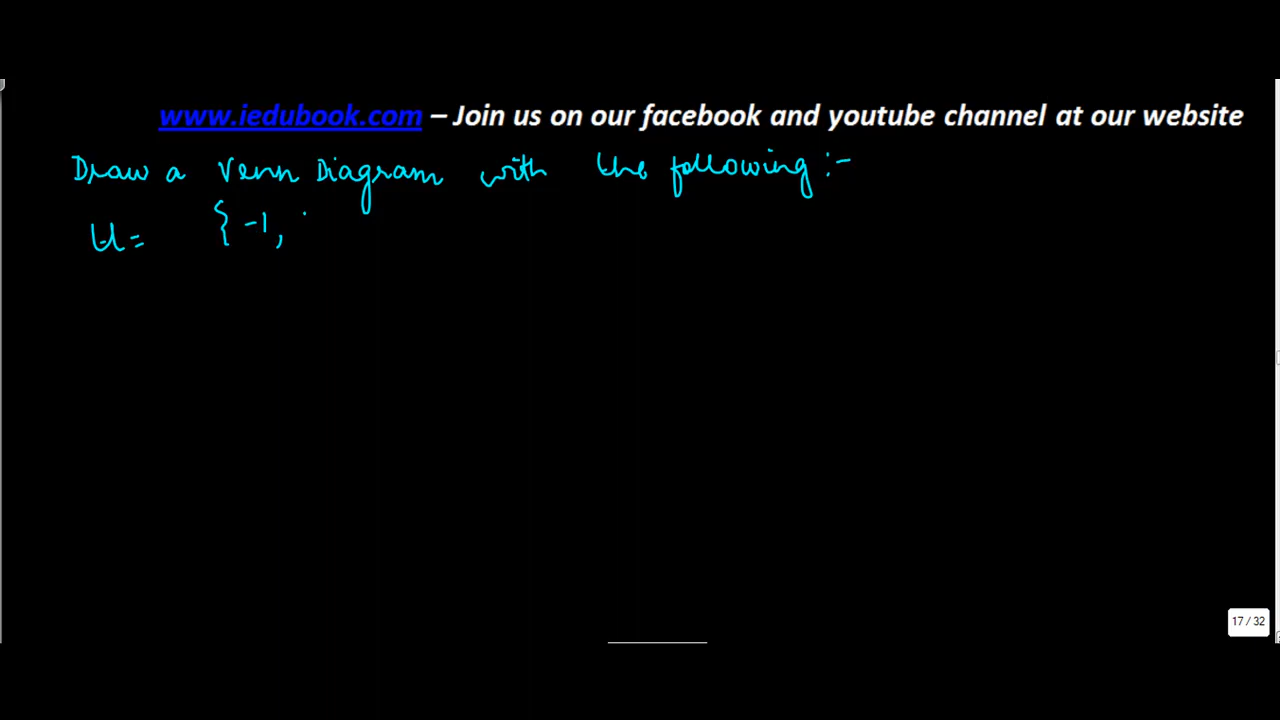 www.iedubook.com – Join us on our facebook and youtube channel at our website
Draw a Venn Diagram with the following :-
U = { -1,
17 / 32